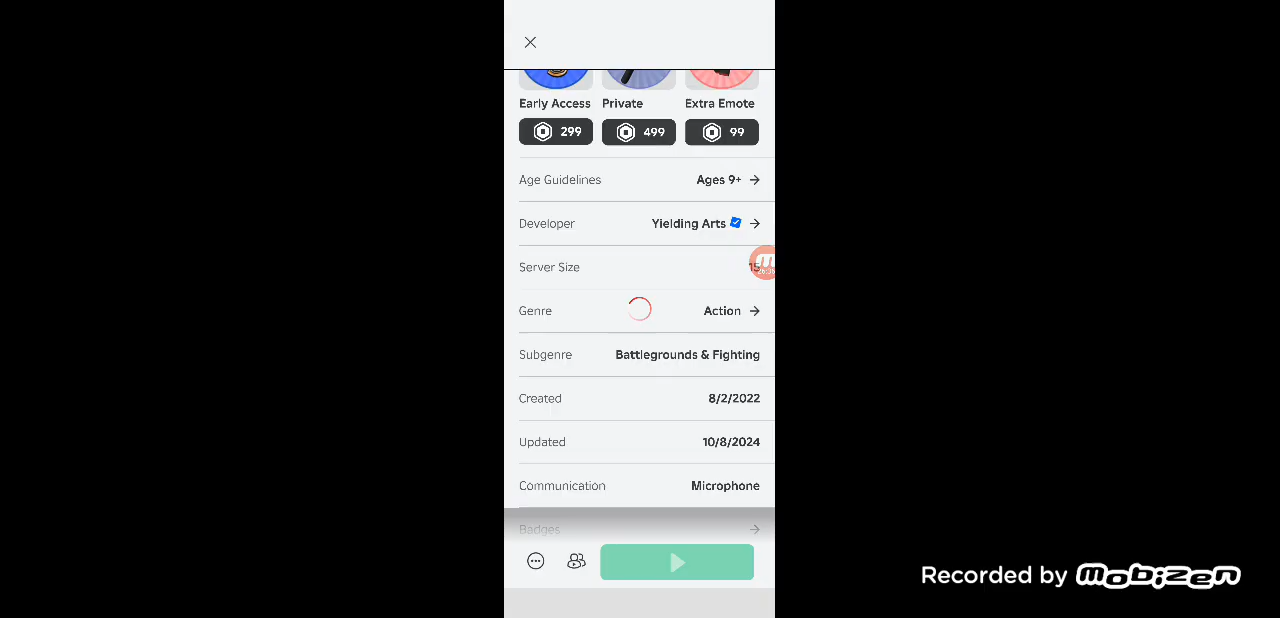 Early Access Private Extra Emote
299 499 99
Age Guidelines Ages 9+
Developer Yielding Arts
Server Size 15
Genre Action
Subgenre Battlegrounds & Fighting
Created 8/2/2022
Updated 10/8/2024
Communication Microphone
Badges
Recorded by mobizen